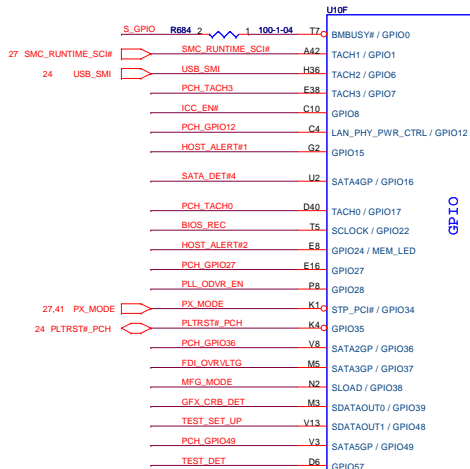 U10F
S_GPIO R684 2 1 100-1-04 T7 BMBUSY# / GPIO0
27 SMC_RUNTIME_SCI# SMC_RUNTIME_SCI# A42 TACH1 / GPIO1
24 USB_SMI USB_SMI H36 TACH2 / GPIO6
PCH_TACH3 E38 TACH3 / GPIO7
ICC_EN# C10 GPIO8
PCH_GPIO12 C4 LAN_PHY_PWR_CTRL / GPIO12
HOST_ALERT#1 G2 GPIO15
SATA_DET#4 U2 SATA4GP / GPIO16
PCH_TACH0 D40 TACH0 / GPIO17
BIOS_REC T5 SCLOCK / GPIO22
HOST_ALERT#2 E8 GPIO24 / MEM_LED
PCH_GPIO27 E16 GPIO27
PLL_ODVR_EN P8 GPIO28
27,41 PX_MODE PX_MODE K1 STP_PCI# / GPIO34
24 PLTRST#_PCH PLTRST#_PCH K4 GPIO35
PCH_GPIO36 V8 SATA2GP / GPIO36
FDI_OVRVLTG M5 SATA3GP / GPIO37
MFG_MODE N2 SLOAD / GPIO38
GFX_CRB_DET M3 SDATAOUT0 / GPIO39
TEST_SET_UP V13 SDATAOUT1 / GPIO48
PCH_GPIO49 V3 SATA5GP / GPIO49
TEST_DET D6 GPIO57
GPIO